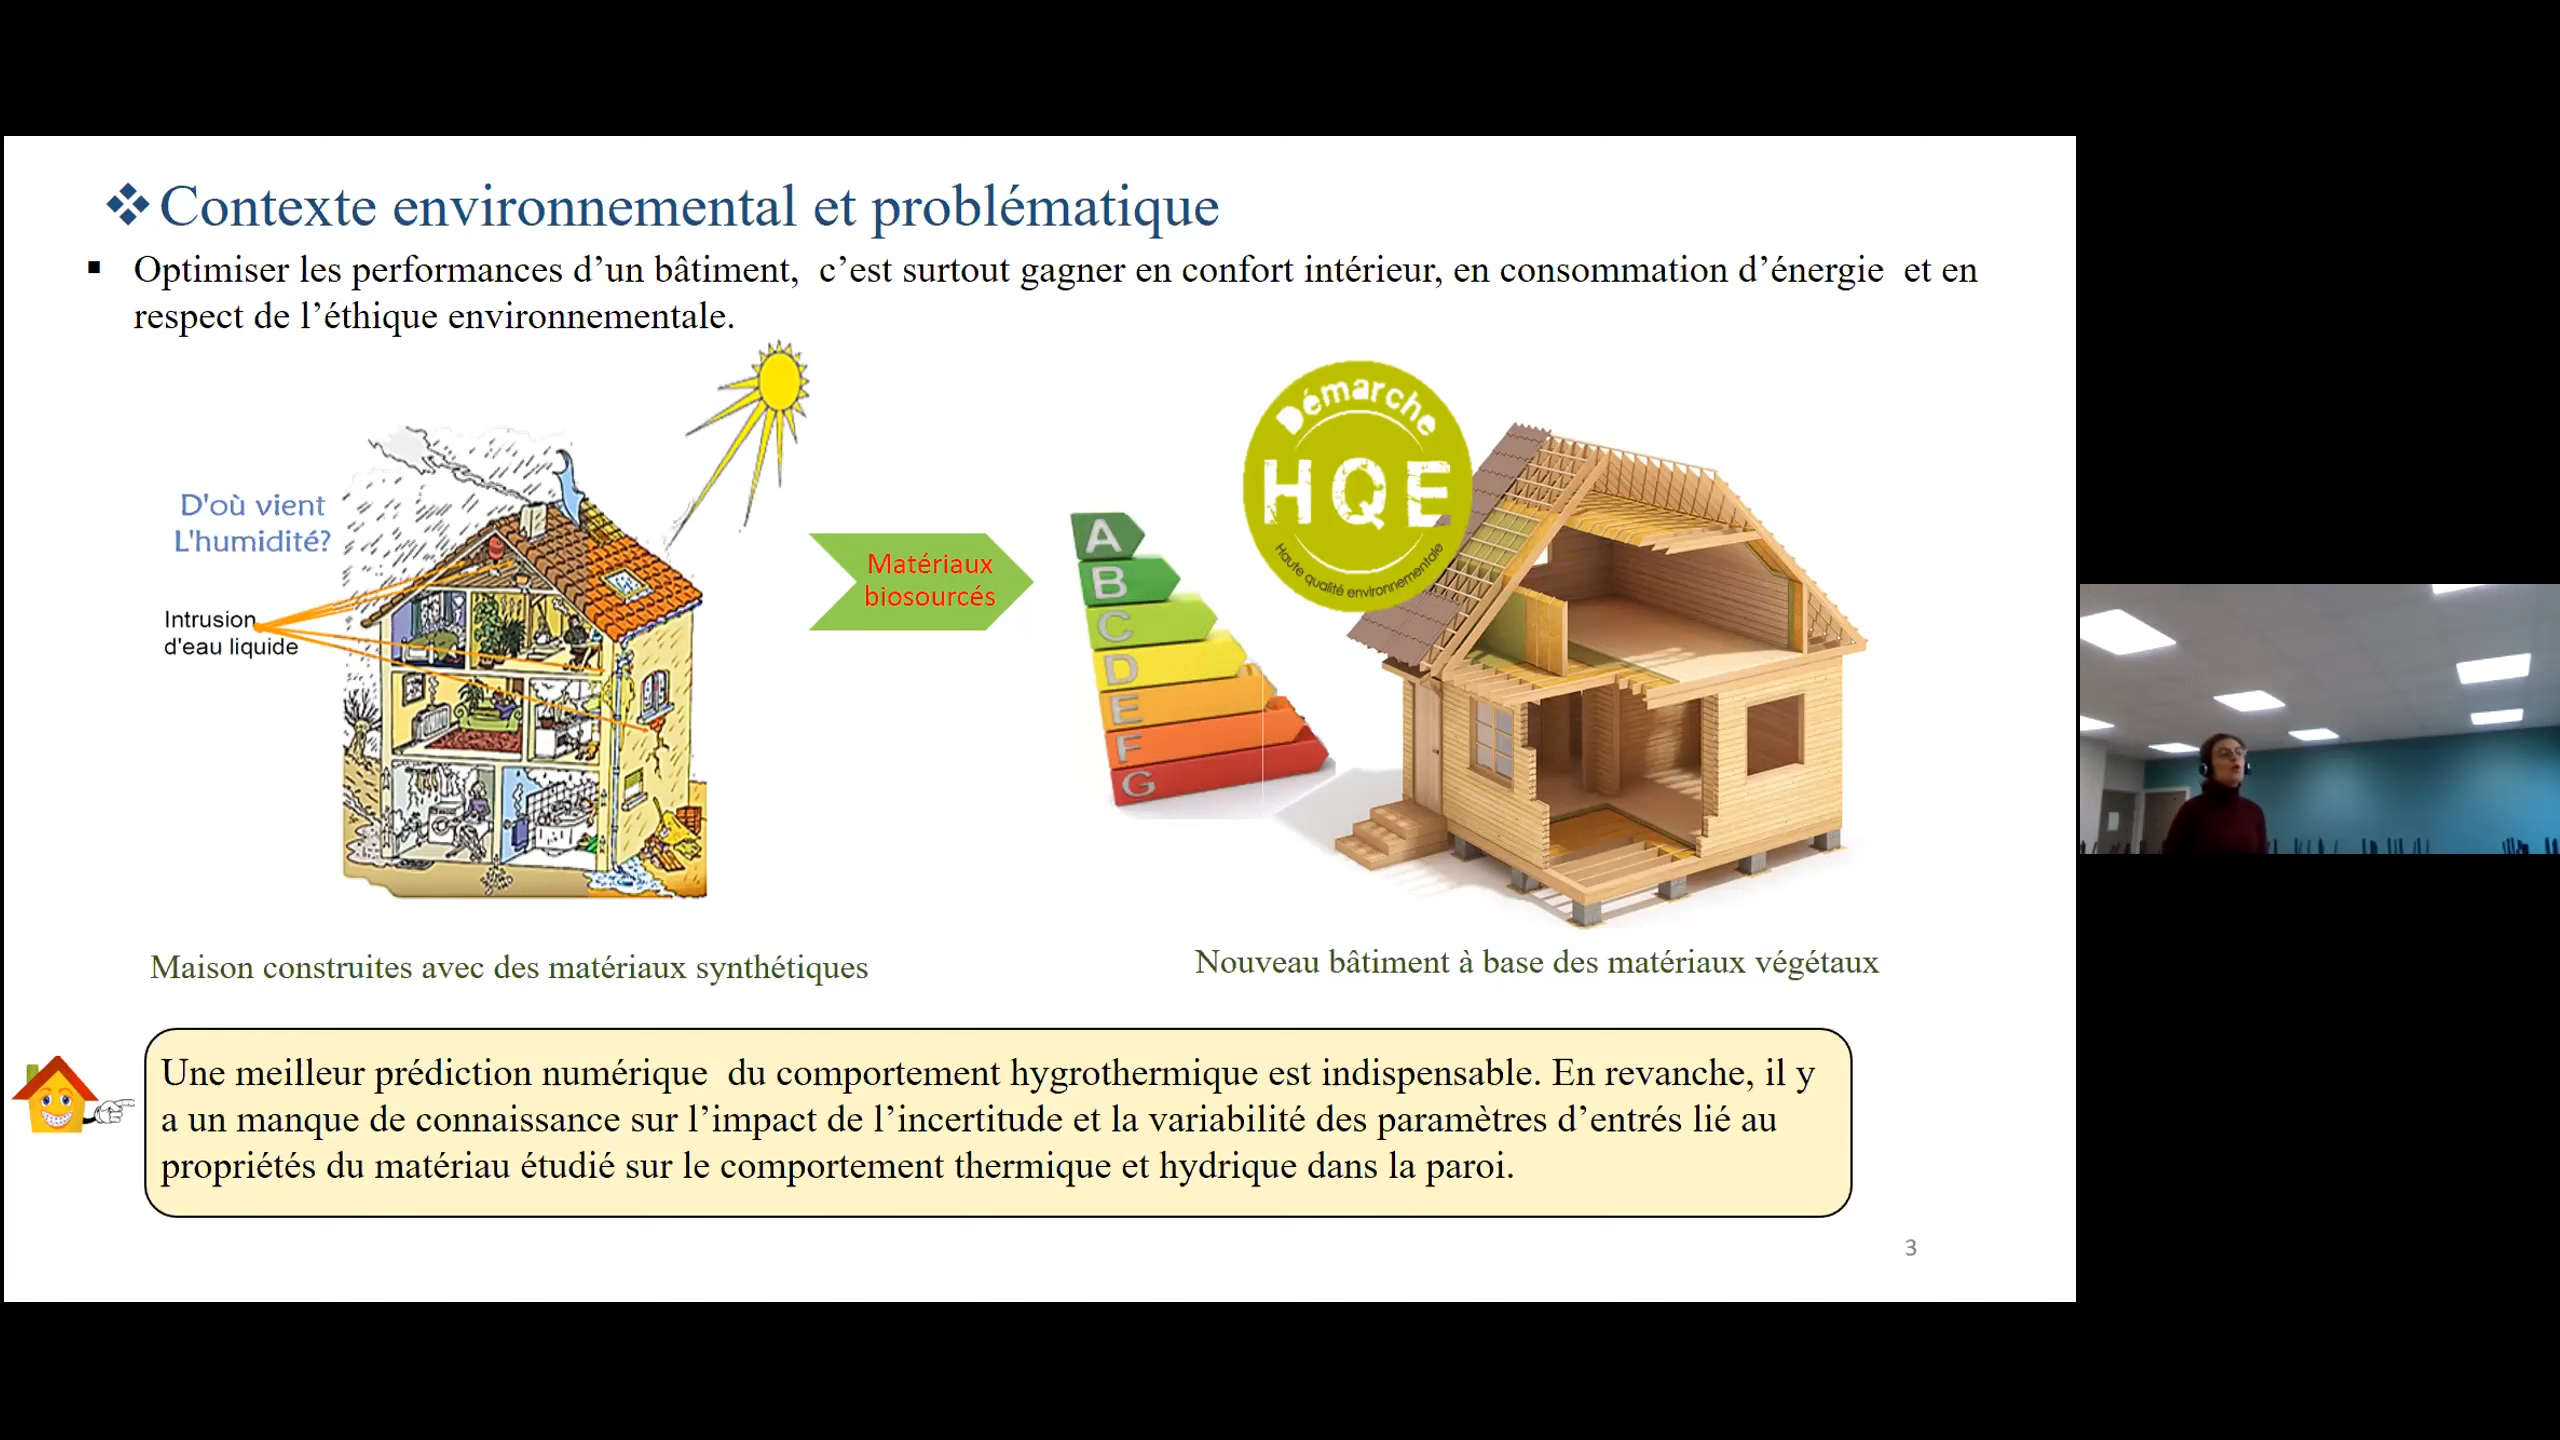 Contexte environnemental et problématique
Optimiser les performances d’un bâtiment, c’est surtout gagner en confort intérieur, en consommation d’énergie et en
respect de l’éthique environnementale.
D'où vient
L'humidité?
Intrusion
d'eau liquide
Matériaux
biosourcés
A
B
C
D
E
F
G
Démarche
HQE
Haute qualité environnementale
Maison construites avec des matériaux synthétiques
Nouveau bâtiment à base des matériaux végétaux
Une meilleur prédiction numérique du comportement hygrothermique est indispensable. En revanche, il y
a un manque de connaissance sur l’impact de l’incertitude et la variabilité des paramètres d’entrés lié au
propriétés du matériau étudié sur le comportement thermique et hydrique dans la paroi.
3